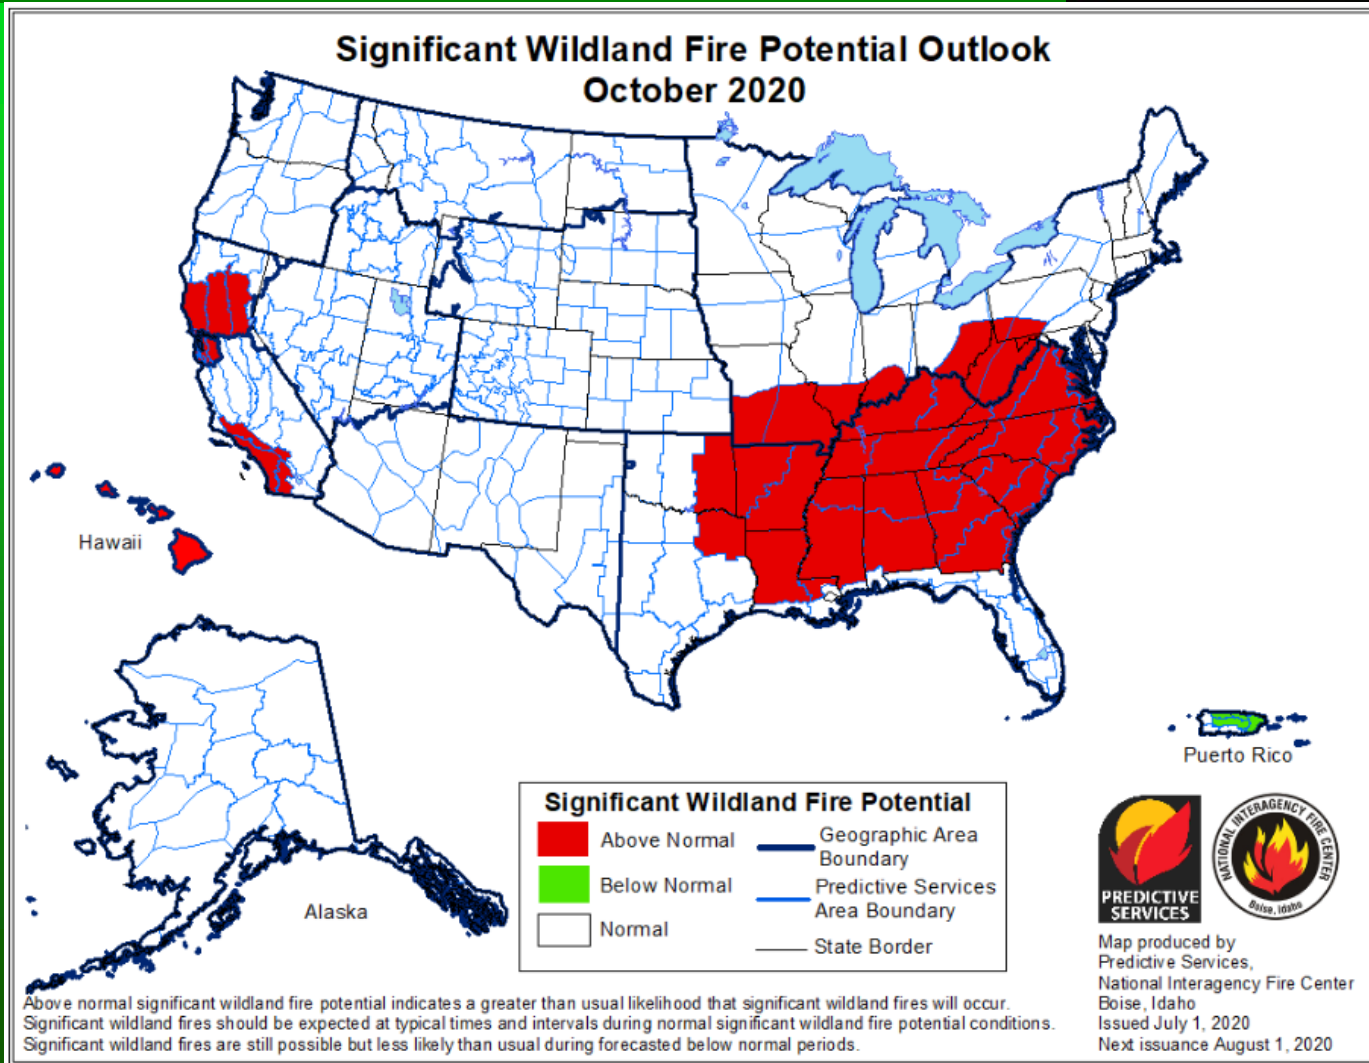 Significant Wildland Fire Potential Outlook
October 2020
Hawaii
Alaska
Puerto Rico
Significant Wildland Fire Potential
Above Normal
Below Normal
Normal
Geographic Area
Boundary
Predictive Services
Area Boundary
State Border
PREDICTIVE
SERVICES
NATIONAL INTERAGENCY FIRE CENTER
Boise, Idaho
Map produced by
Predictive Services,
National Interagency Fire Center
Boise, Idaho
Issued July 1, 2020
Next issuance August 1, 2020
Above normal significant wildland fire potential indicates a greater than usual likelihood that significant wildland fires will occur.
Significant wildland fires should be expected at typical times and intervals during normal significant wildland fire potential conditions.
Significant wildland fires are still possible but less likely than usual during forecasted below normal periods.